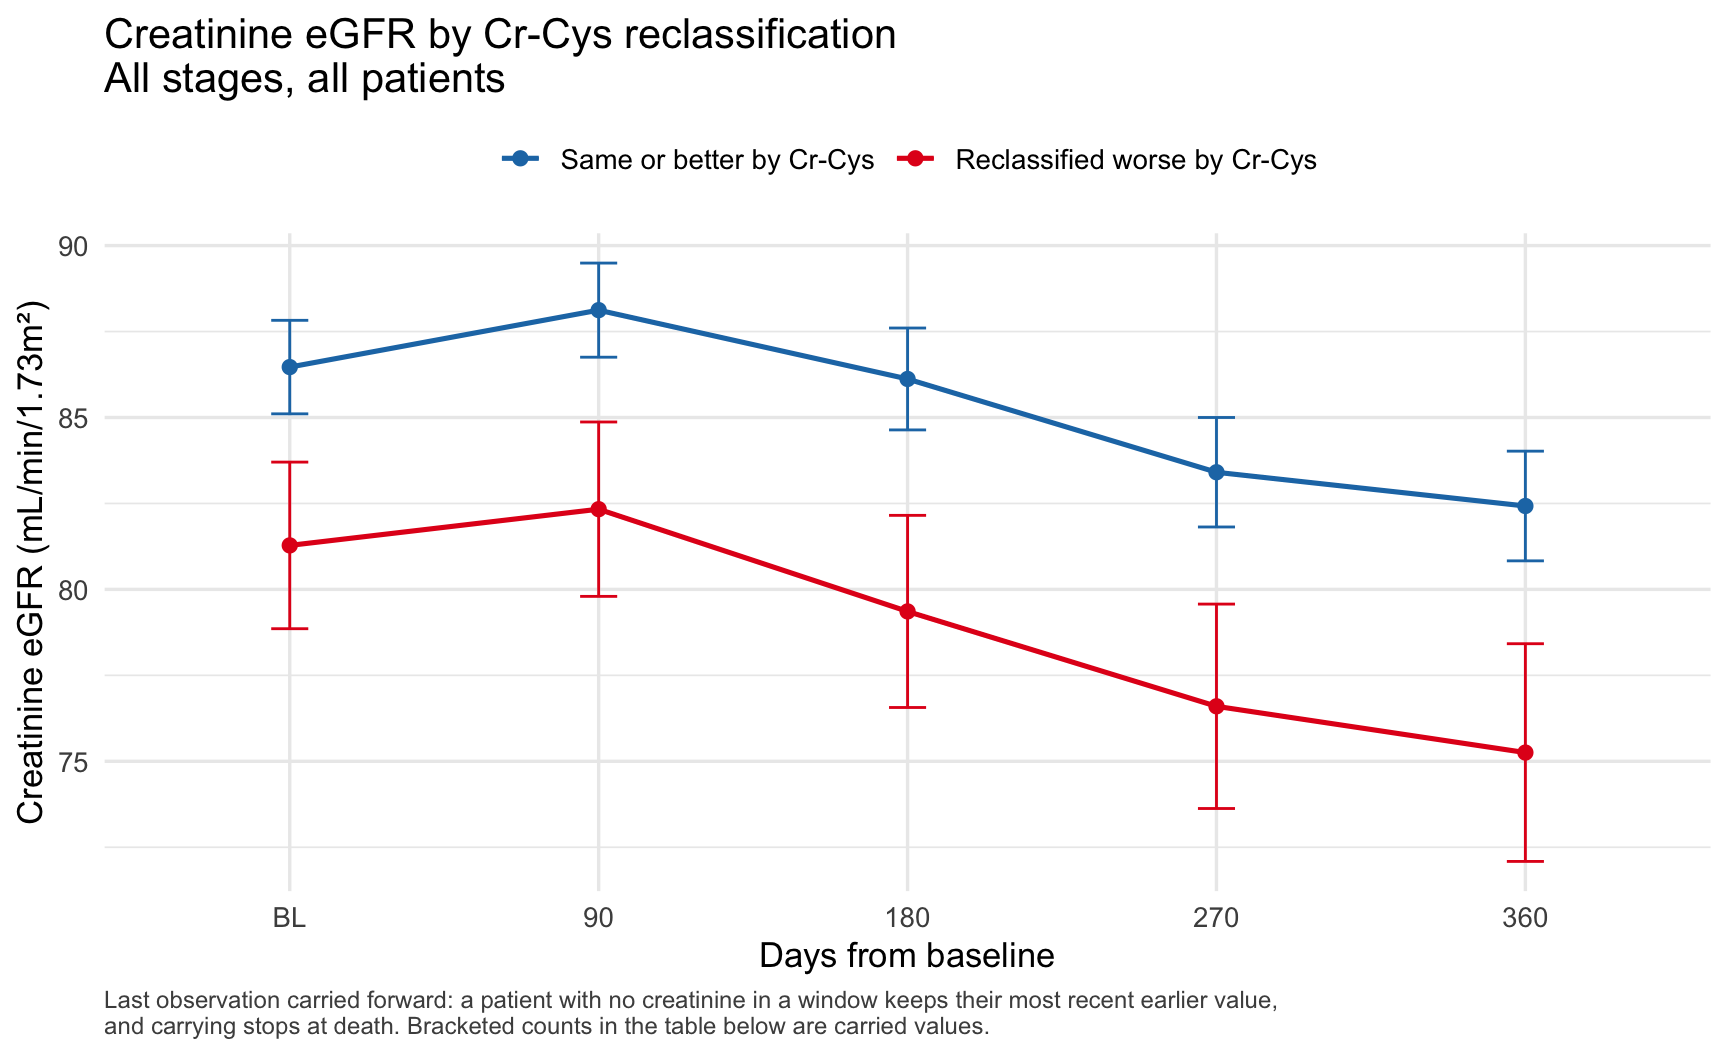 Creatinine eGFR by Cr-Cys reclassification
All stages, all patients
Same or better by Cr-Cys
Reclassified worse by Cr-Cys
Creatinine eGFR (mL/min/1.73m²)
90
85
80
75
BL
90
180
270
360
Days from baseline
Last observation carried forward: a patient with no creatinine in a window keeps their most recent earlier value,
and carrying stops at death. Bracketed counts in the table below are carried values.